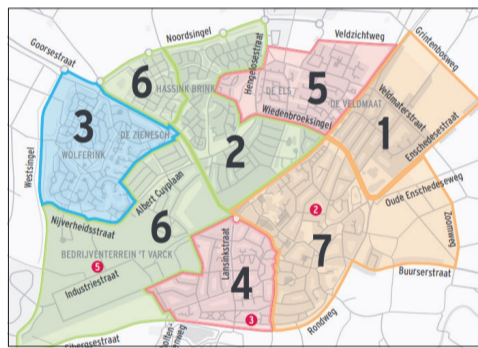 Noordsingel
Veldzichtweg
Grintenbosweg
Goorsestraat
6
HASSINK BRINK
Hengelosestraat
DE ELS
5
DE VELDMAAT
Veldmaterstraat
Wiedenbroeksingel
1
Enschedesestraat
3
DE ZIENESCH
WOLFERINK
2
Westsingel
Albert Cuyplaan
Oude Enschedeseweg
2
Nijverheidsstraat
6
Zoomweg
BEDRIJVENTERREIN 'T VARCK
7
5
Lansinkstraat
Buurserstraat
Industriestraat
4
3
Rondweg